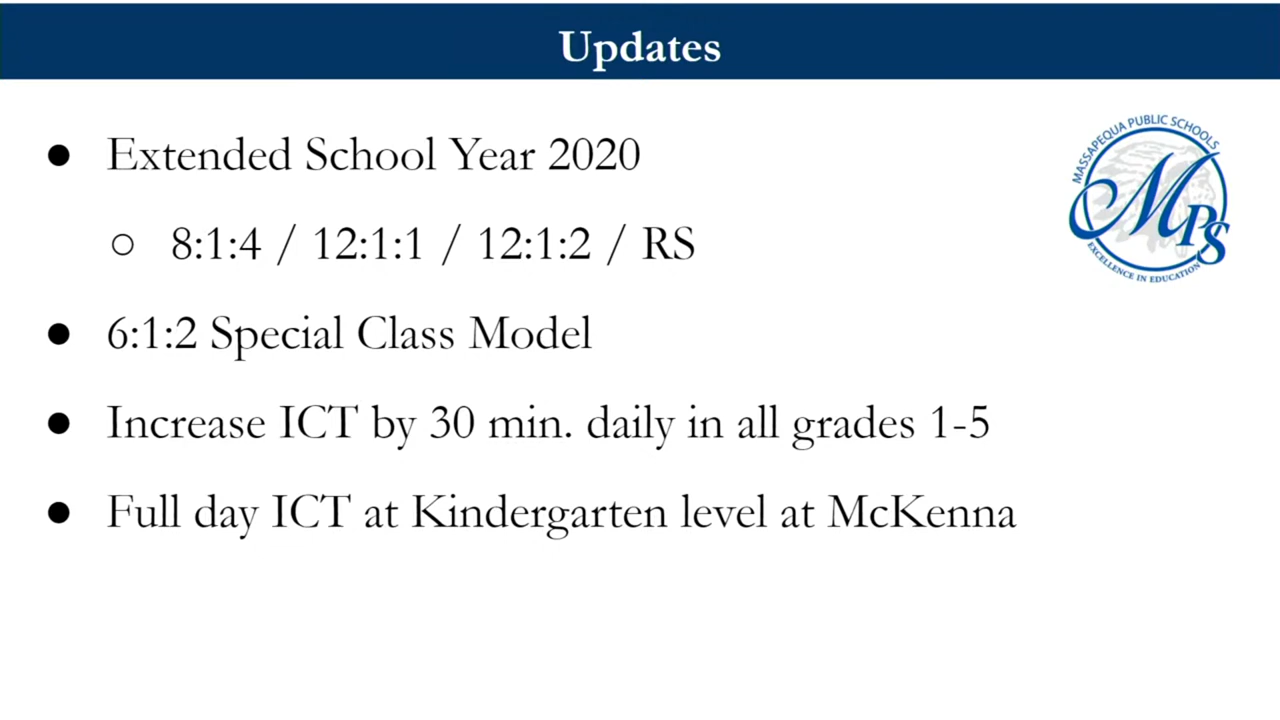 Updates
● Extended School Year 2020
○ 8:1:4 / 12:1:1 / 12:1:2 / RS
● 6:1:2 Special Class Model
● Increase ICT by 30 min. daily in all grades 1-5
● Full day ICT at Kindergarten level at McKenna
MASSAPEQUA PUBLIC SCHOOLS
MPS
EXCELLENCE IN EDUCATION